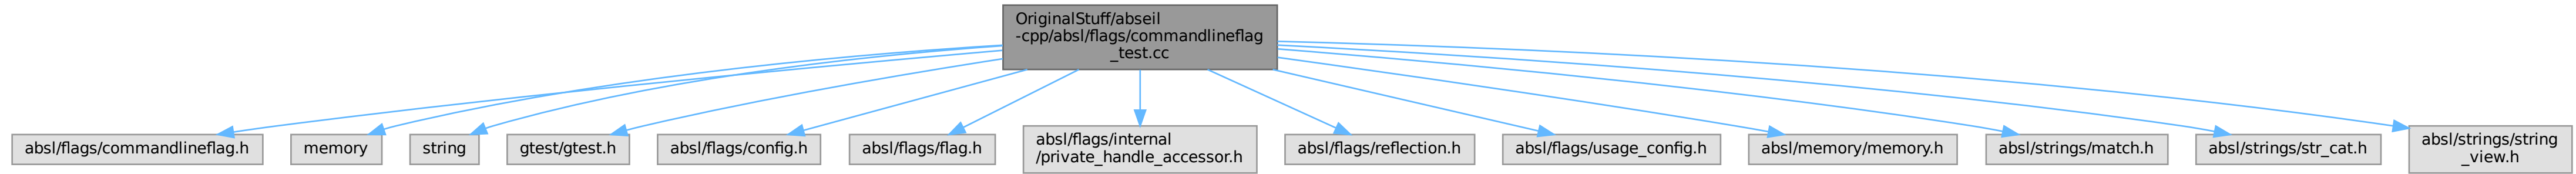 OriginalStuff/abseil
-cpp/absl/flags/commandlineflag
_test.cc
absl/flags/commandlineflag.h
memory
string
gtest/gtest.h
absl/flags/config.h
absl/flags/flag.h
absl/flags/internal
/private_handle_accessor.h
absl/flags/reflection.h
absl/flags/usage_config.h
absl/memory/memory.h
absl/strings/match.h
absl/strings/str_cat.h
absl/strings/string
_view.h